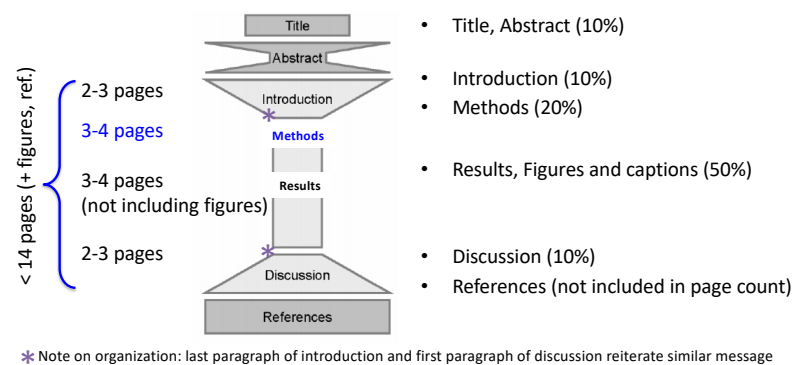 Title
Abstract
Introduction
Methods
Results
Discussion
References
< 14 pages (+ figures, ref.)
2-3 pages
3-4 pages
3-4 pages
(not including figures)
2-3 pages
• Title, Abstract (10%)
• Introduction (10%)
• Methods (20%)
• Results, Figures and captions (50%)
• Discussion (10%)
• References (not included in page count)
* Note on organization: last paragraph of introduction and first paragraph of discussion reiterate similar message